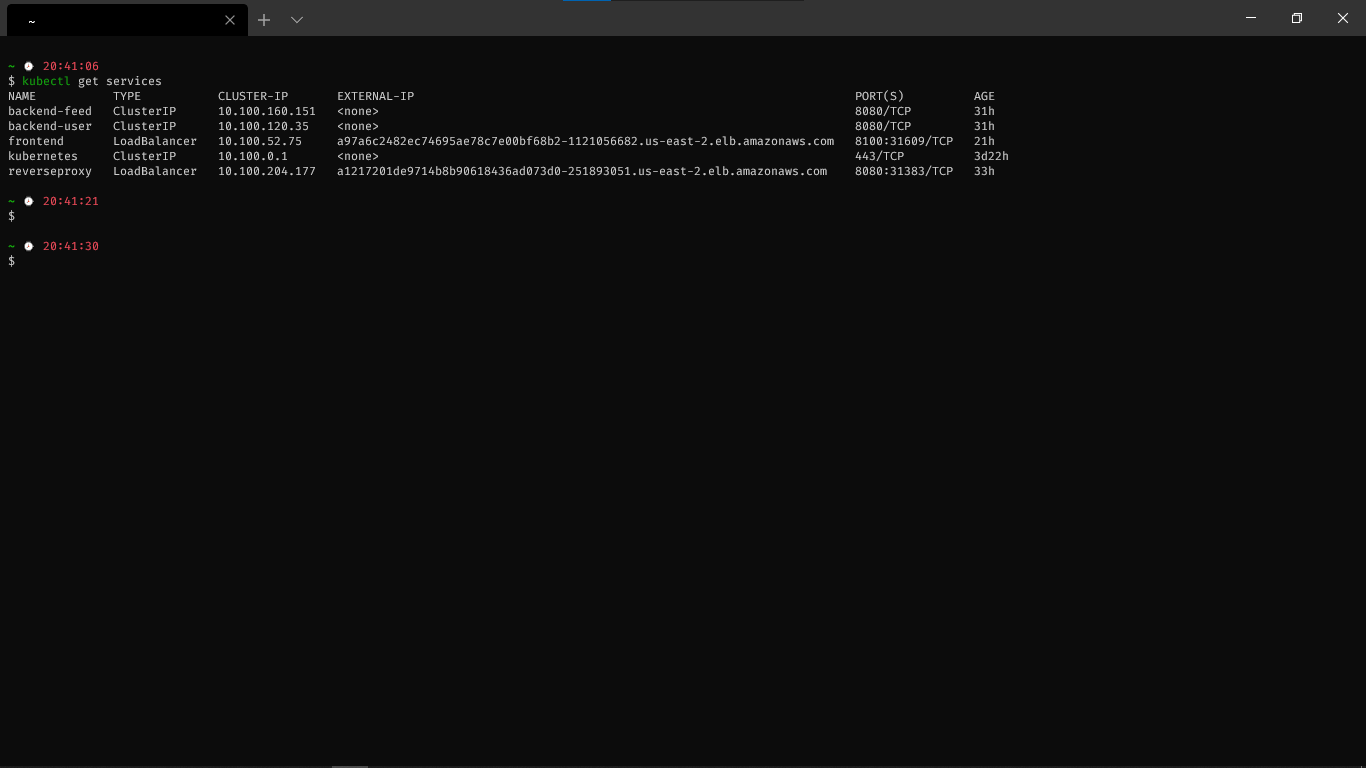 ~
~ 🕗 20:41:06
$ kubectl get services
NAME           TYPE           CLUSTER-IP       EXTERNAL-IP                                                               PORT(S)          AGE
backend-feed   ClusterIP      10.100.160.151   <none>                                                                    8080/TCP         31h
backend-user   ClusterIP      10.100.120.35    <none>                                                                    8080/TCP         31h
frontend       LoadBalancer   10.100.52.75     a97a6c2482ec74695ae78c7e00bf68b2-1121056682.us-east-2.elb.amazonaws.com   8100:31609/TCP   21h
kubernetes     ClusterIP      10.100.0.1       <none>                                                                    443/TCP          3d22h
reverseproxy   LoadBalancer   10.100.204.177   a1217201de9714b8b90618436ad073d0-251893051.us-east-2.elb.amazonaws.com    8080:31383/TCP   33h
~ 🕗 20:41:21
$
~ 🕗 20:41:30
$